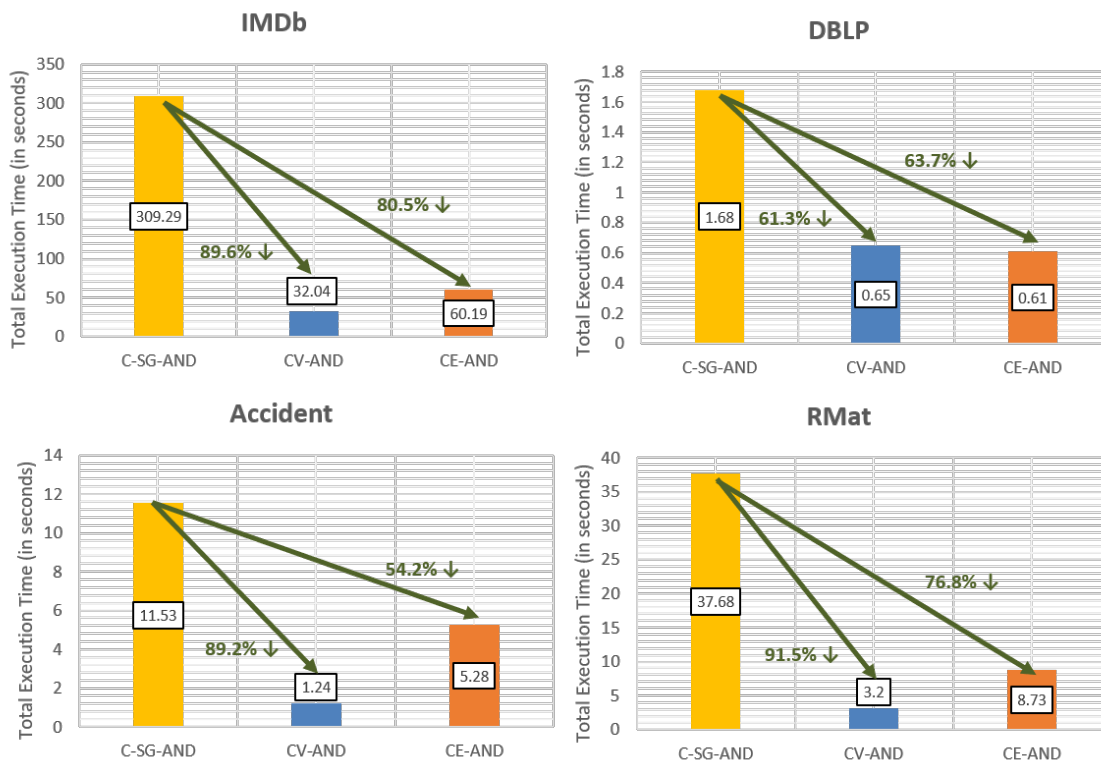 IMDb
Total Execution Time (in seconds)
350
300
250
200
150
100
50
0
309.29
32.04
60.19
89.6% ↓
80.5% ↓
C-SG-AND
CV-AND
CE-AND
DBLP
Total Execution Time (in seconds)
1.8
1.6
1.4
1.2
1
0.8
0.6
0.4
0.2
0
1.68
0.65
0.61
61.3% ↓
63.7% ↓
C-SG-AND
CV-AND
CE-AND
Accident
Total Execution Time (in seconds)
14
12
10
8
6
4
2
0
11.53
1.24
5.28
89.2% ↓
54.2% ↓
C-SG-AND
CV-AND
CE-AND
RMat
Total Execution Time (in seconds)
40
35
30
25
20
15
10
5
0
37.68
3.2
8.73
91.5% ↓
76.8% ↓
C-SG-AND
CV-AND
CE-AND